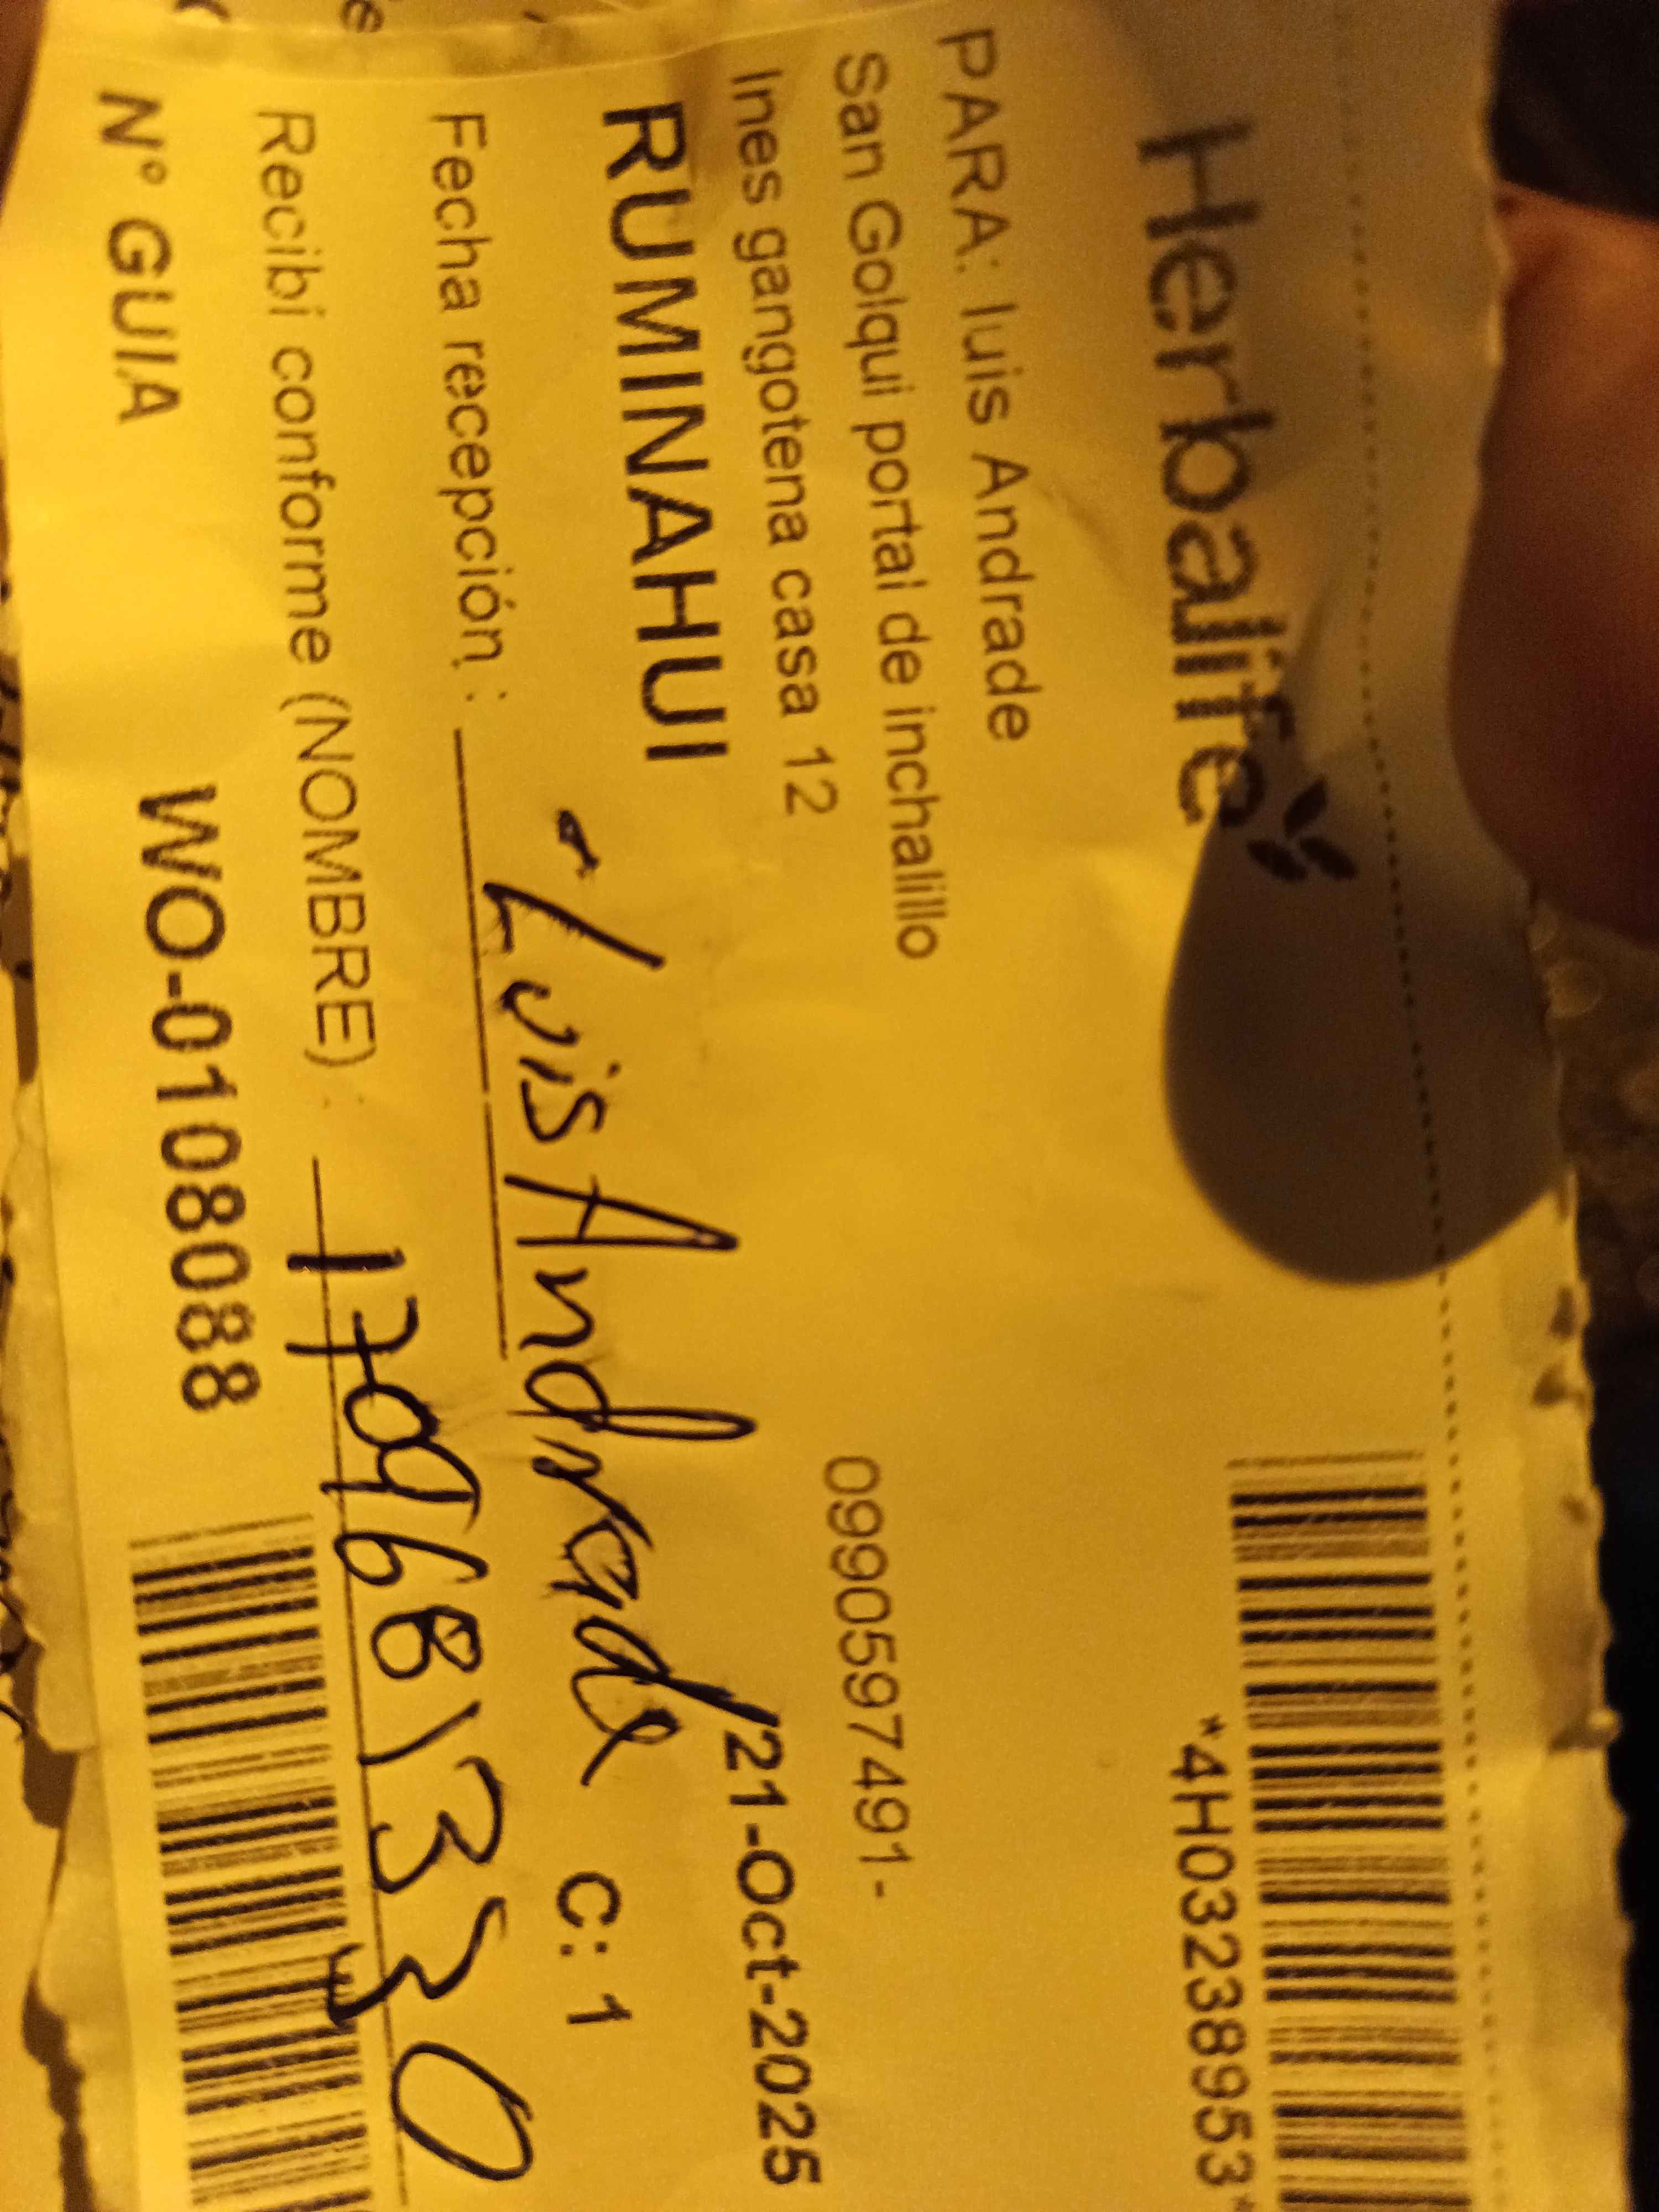 Herbalife
*4H03238953*
PARA: luis Andrade
San Golqui portal de inchalillo
0990597491-
Ines gangotena casa 12
RUMINAHUI
21-Oct-2025
Luis Andrade
C: 1
Fecha recepción :
1709681330
Recibi conforme (NOMBRE) :
N° GUIA
WO-0108088